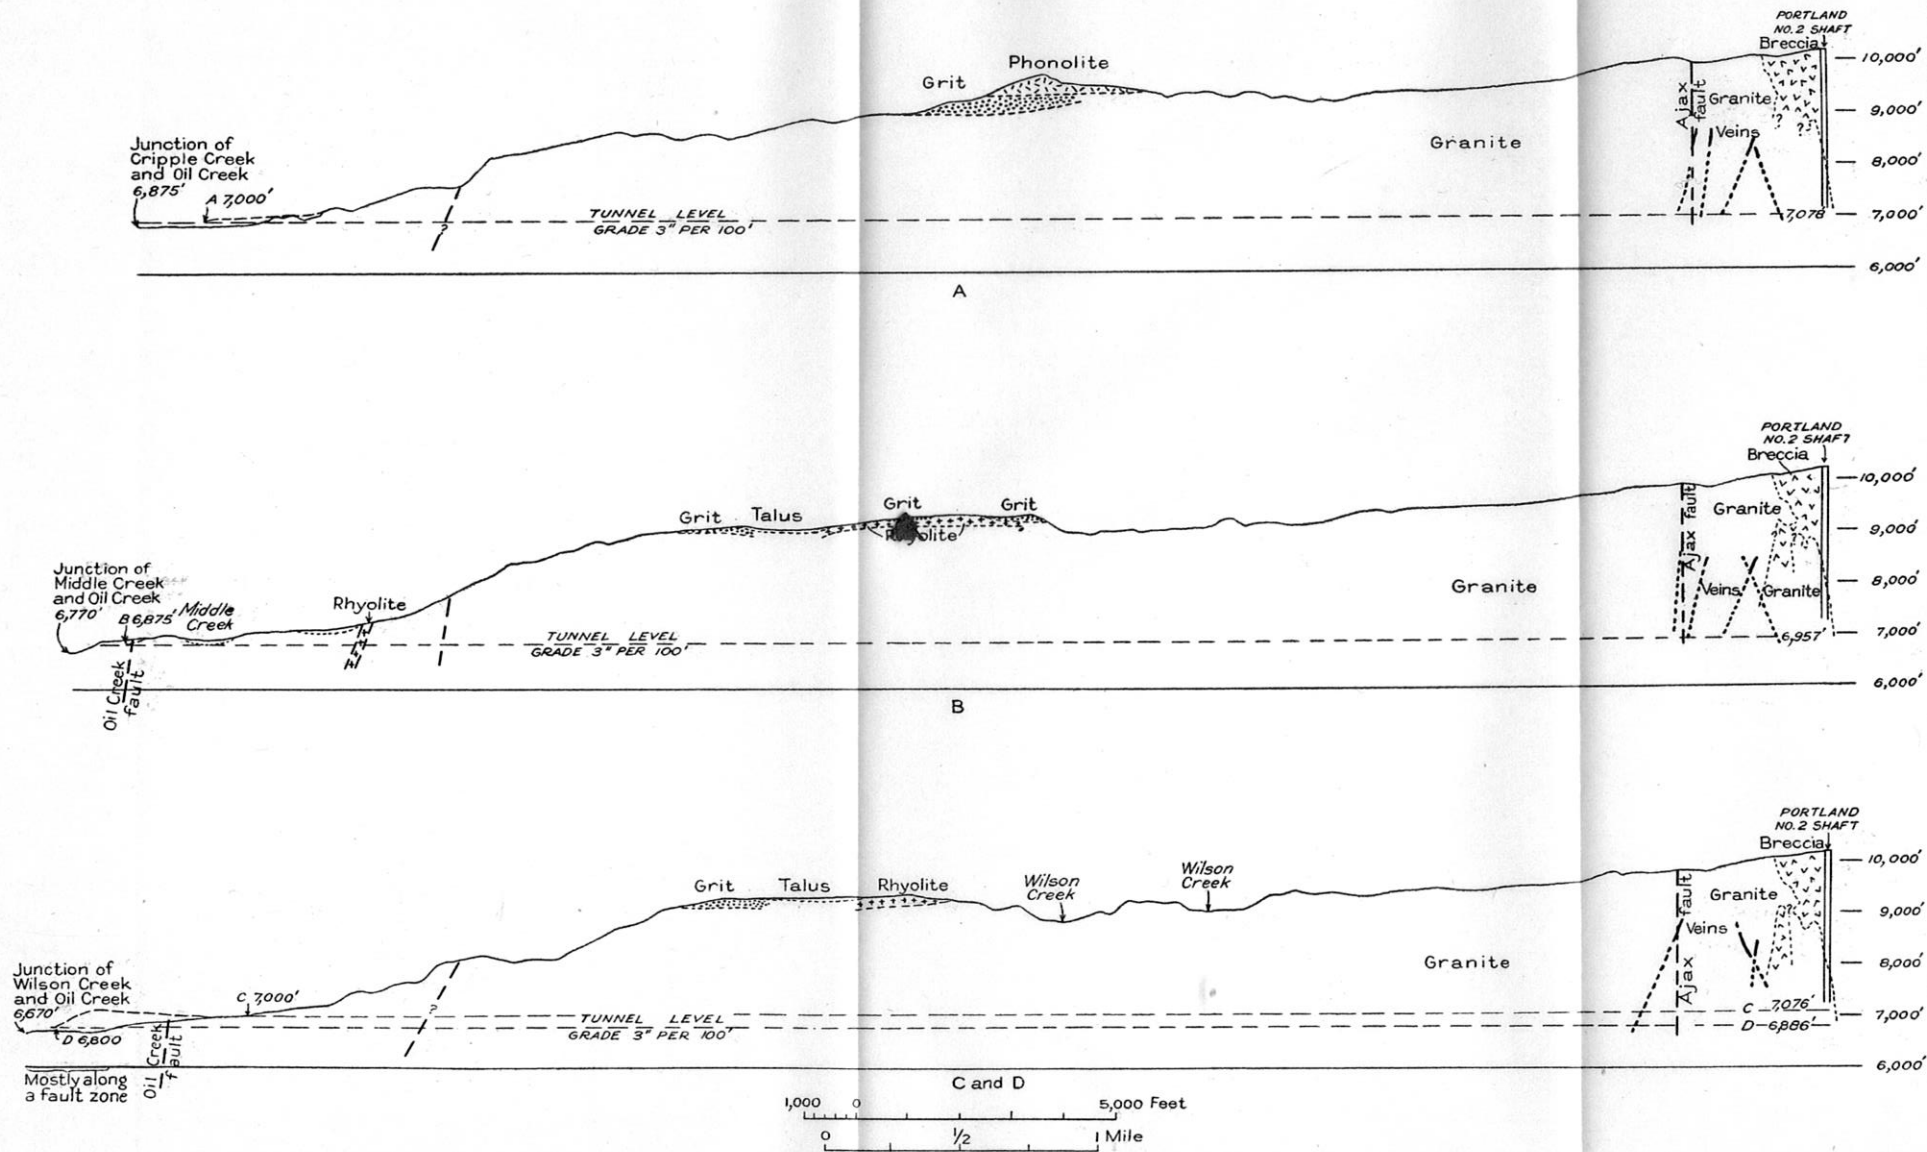 PORTLAND
NO. 2 SHAFT
Breccia
10,000'
Phonolite
Grit
Ajax
fault
Granite
9,000'
? ?
Veins
Granite
8,000'
Junction of
Cripple Creek
and Oil Creek
6,875'
A 7,000'
TUNNEL LEVEL
GRADE 3" PER 100'
?
7,078
7,000'
6,000'
A
PORTLAND
NO. 2 SHAFT
Breccia
10,000'
Grit Talus Grit Grit
Rhyolite
Ajax fault
Granite
9,000'
Junction of
Middle Creek
and Oil Creek
6,770'
B 6,875'
Middle
Creek
Rhyolite
Granite
Veins
Granite
8,000'
TUNNEL LEVEL
GRADE 3" PER 100'
6,957'
7,000'
Oil Creek
fault
6,000'
B
PORTLAND
NO. 2 SHAFT
Breccia
10,000'
Grit Talus Rhyolite
Wilson
Creek
Wilson
Creek
Ajax fault
Granite
9,000'
Veins
Granite
8,000'
Junction of
Wilson Creek
and Oil Creek
6,670'
C 7,000'
?
D 6,800
TUNNEL LEVEL
GRADE 3" PER 100'
C 7,076'
D 6,886'
7,000'
Oil Creek
fault
6,000'
Mostly along
a fault zone
C and D
1,000 0 5,000 Feet
0 1/2 1 Mile